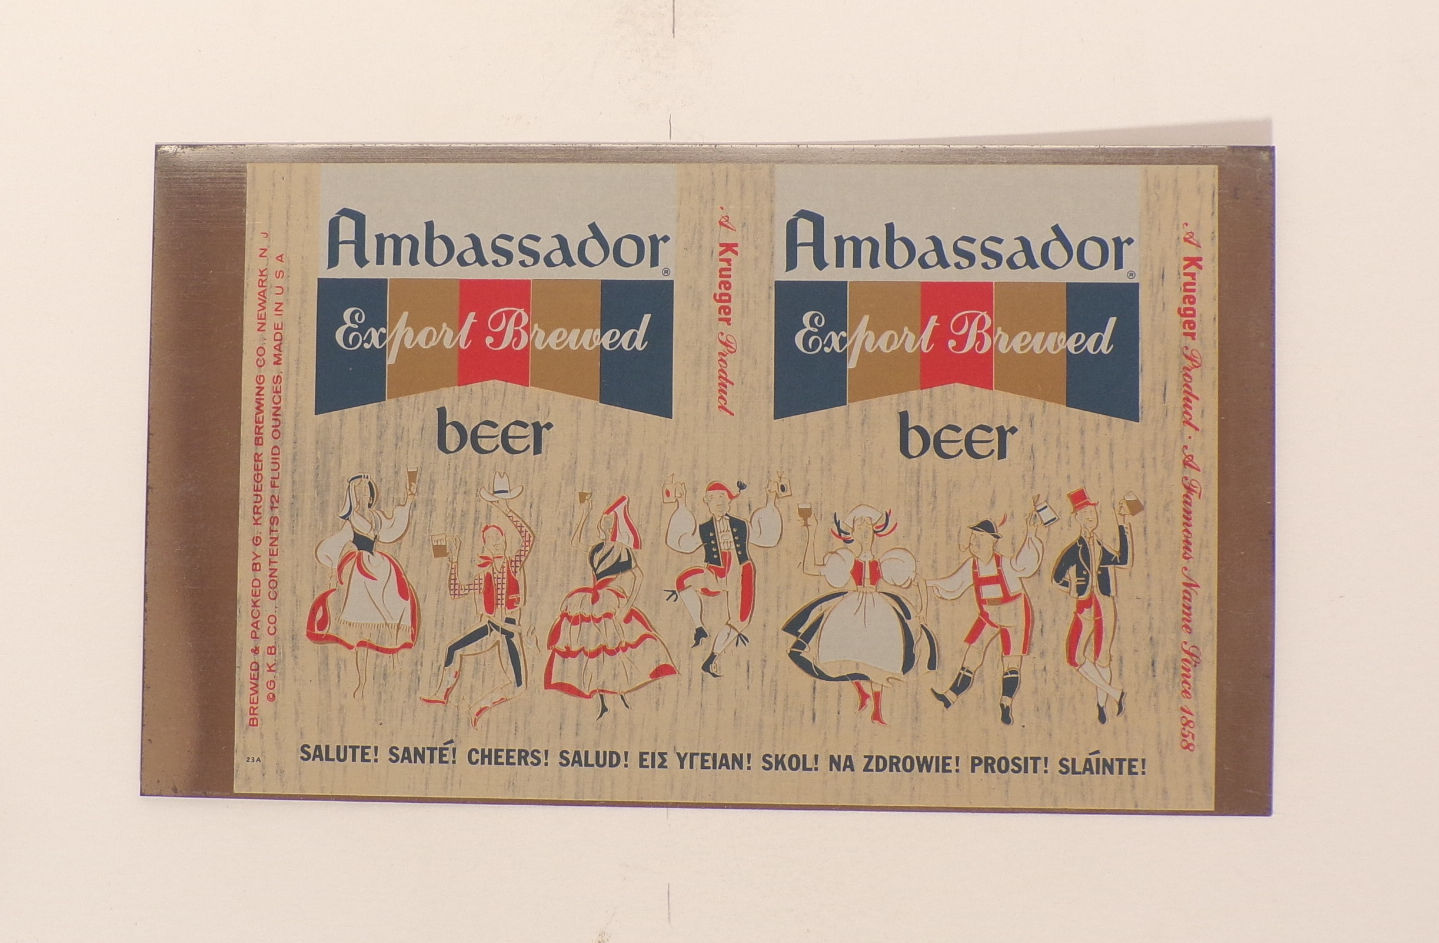 BREWED & PACKED BY G. KRUEGER BREWING CO., NEWARK, N. J.
©G. K. B. CO., CONTENTS 12 FLUID OUNCES, MADE IN U S A
Ambassador®
Export Brewed
beer
A Krueger Product
Ambassador®
Export Brewed
beer
A Krueger Product · A Famous Name Since 1858
23A
SALUTE! SANTÉ! CHEERS! SALUD! ΕΙΣ ΥΓΕΙΑΝ! SKOL! NA ZDROWIE! PROSIT! SLÁINTE!